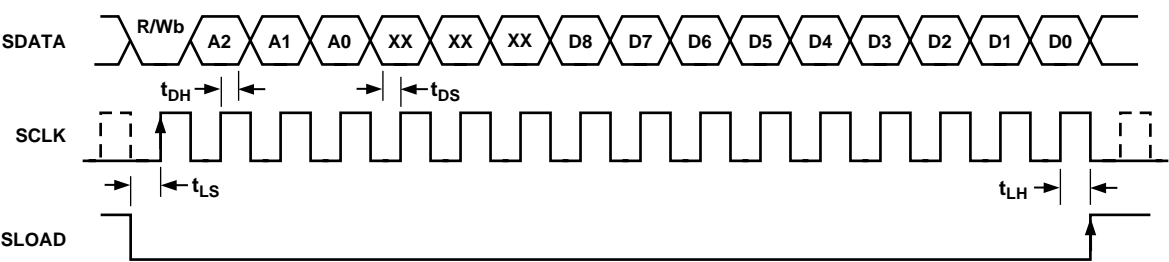 SDATA R/Wb A2 A1 A0 XX XX XX D8 D7 D6 D5 D4 D3 D2 D1 D0
tDH tDS
SCLK
tLS tLH
SLOAD